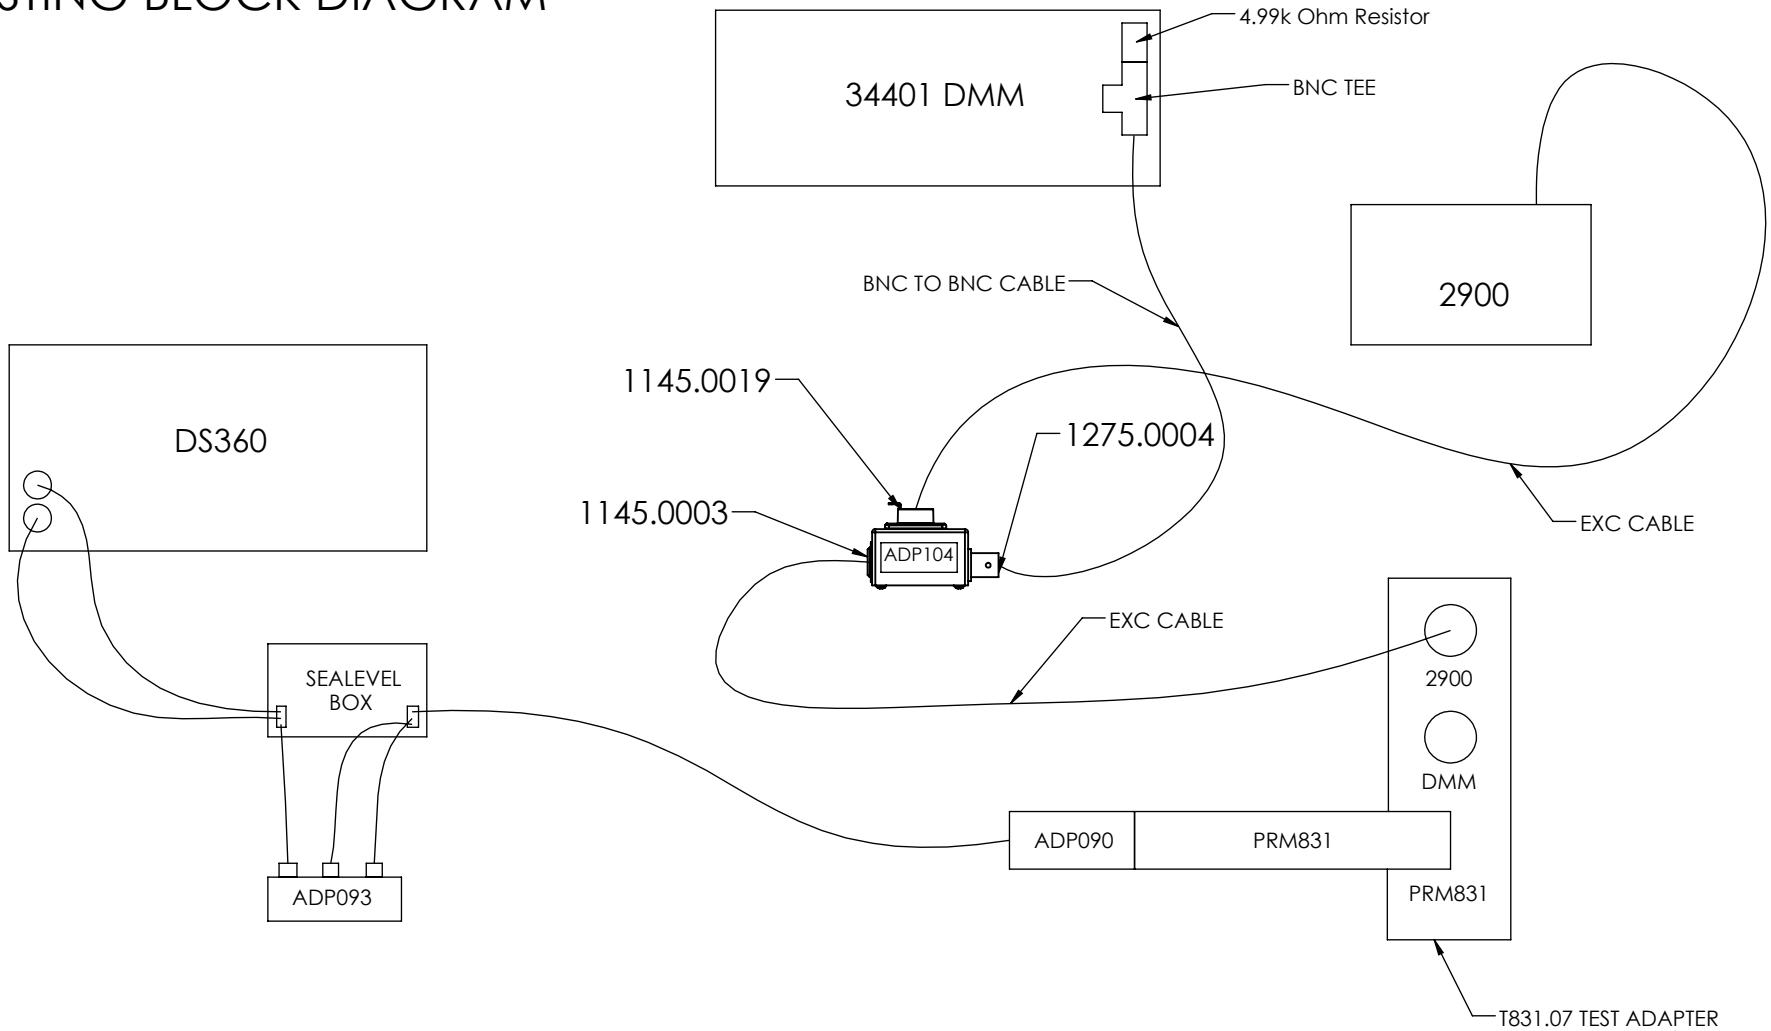 BLOCK DIAGRAM
4.99k Ohm Resistor
34401 DMM
BNC TEE
BNC TO BNC CABLE
2900
1145.0019
DS360
1275.0004
1145.0003
EXC CABLE
ADP104
EXC CABLE
SEALEVEL
BOX
2900
DMM
ADP090
PRM831
ADP093
PRM831
T831.07 TEST ADAPTER